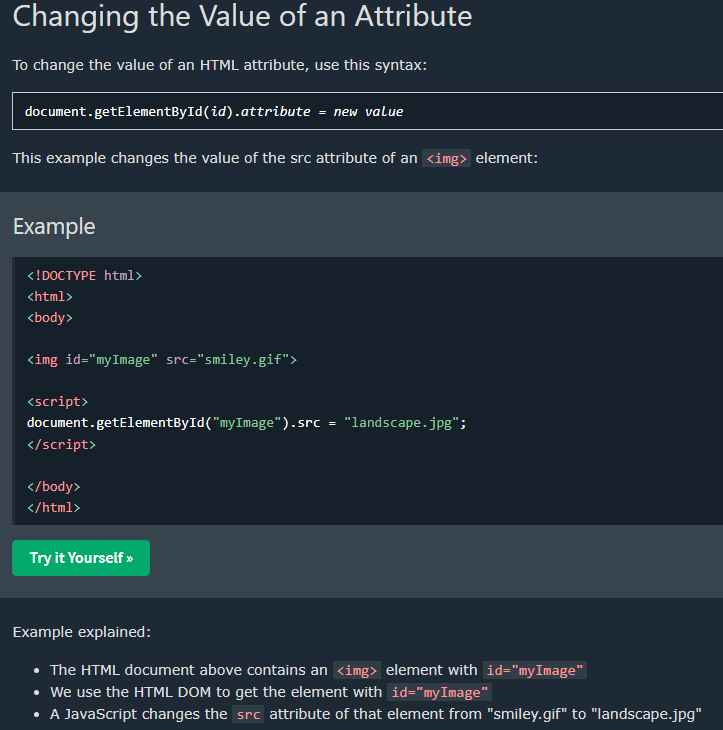 Changing the Value of an Attribute
To change the value of an HTML attribute, use this syntax:
document.getElementById(id).attribute = new value
This example changes the value of the src attribute of an <img> element:
Example
<!DOCTYPE html>
<html>
<body>
<img id="myImage" src="smiley.gif">
<script>
document.getElementById("myImage").src = "landscape.jpg";
</script>
</body>
</html>
Try it Yourself »
Example explained:
• The HTML document above contains an <img> element with id="myImage"
• We use the HTML DOM to get the element with id="myImage"
• A JavaScript changes the src attribute of that element from "smiley.gif" to "landscape.jpg"